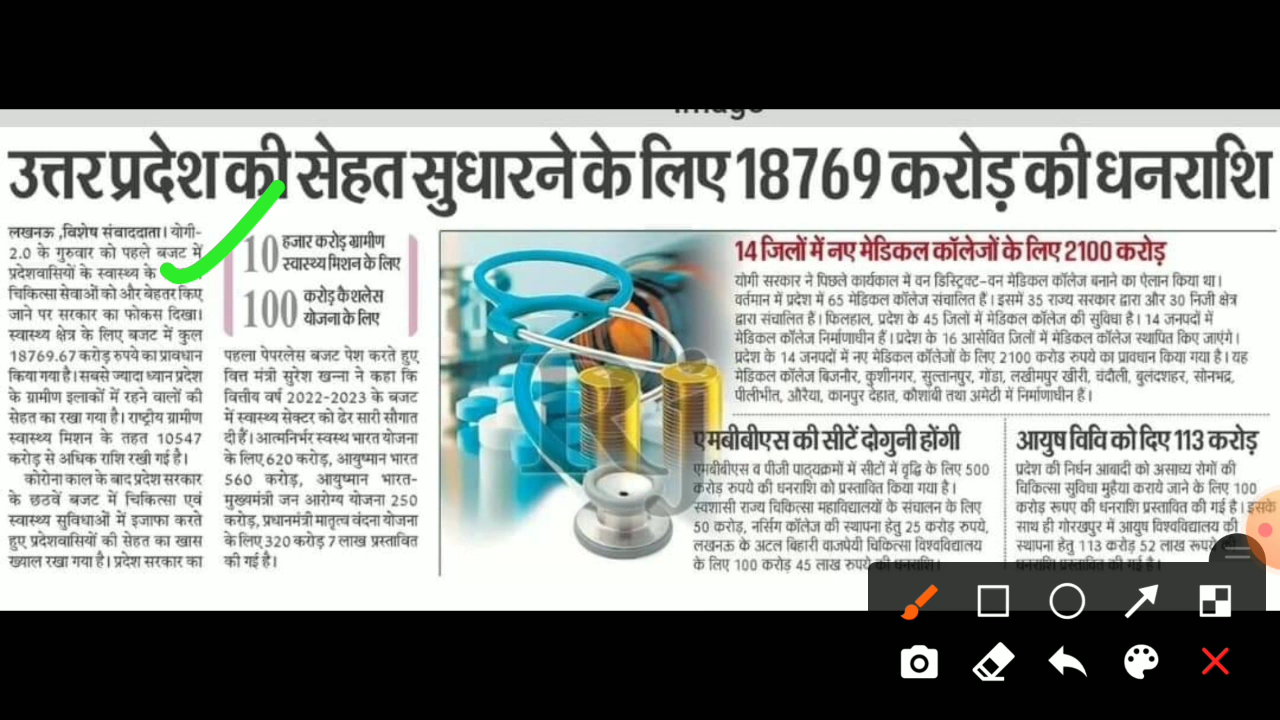 image
उत्तर प्रदेश की सेहत सुधारने के लिए 18769 करोड़ की धनराशि
लखनऊ ,विशेष संवाददाता। योगी-
2.0 के गुरुवार को पहले बजट में
प्रदेशवासियों के स्वास्थ्य के
चिकित्सा सेवाओं को और बेहतर किए
जाने पर सरकार का फोकस दिखा।
स्वास्थ्य क्षेत्र के लिए बजट में कुल
18769.67 करोड़ रुपये का प्रावधान
किया गया है। सबसे ज्यादा ध्यान प्रदेश
के ग्रामीण इलाकों में रहने वालों की
सेहत का रखा गया है। राष्ट्रीय ग्रामीण
स्वास्थ्य मिशन के तहत 10547
करोड़ से अधिक राशि रखी गई है।
कोरोना काल के बाद प्रदेश सरकार
के छठवें बजट में चिकित्सा एवं
स्वास्थ्य सुविधाओं में इजाफा करते
हुए प्रदेशवासियों की सेहत का खास
ख्याल रखा गया है। प्रदेश सरकार का
10 हजार करोड़ ग्रामीण
स्वास्थ्य मिशन के लिए
100 करोड़ कैशलेस
योजना के लिए
पहला पेपरलेस बजट पेश करते हुए
वित्त मंत्री सुरेश खन्ना ने कहा कि
वित्तीय वर्ष 2022-2023 के बजट
में स्वास्थ्य सेक्टर को ढेर सारी सौगात
दी हैं। आत्मनिर्भर स्वस्थ भारत योजना
के लिए 620 करोड़, आयुष्मान भारत
560 करोड़, आयुष्मान भारत-
मुख्यमंत्री जन आरोग्य योजना 250
करोड़, प्रधानमंत्री मातृत्व वंदना योजना
के लिए 320 करोड़ 7 लाख प्रस्तावित
की गई है।
14 जिलों में नए मेडिकल कॉलेजों के लिए 2100 करोड़
योगी सरकार ने पिछले कार्यकाल में वन डिस्ट्रिक्ट-वन मेडिकल कॉलेज बनाने का ऐलान किया था।
वर्तमान में प्रदेश में 65 मेडिकल कॉलेज संचालित हैं। इसमें 35 राज्य सरकार द्वारा और 30 निजी क्षेत्र
द्वारा संचालित हैं। फिलहाल, प्रदेश के 45 जिलों में मेडिकल कॉलेज की सुविधा है। 14 जनपदों में
मेडिकल कॉलेज निर्माणाधीन हैं। प्रदेश के 16 आसेवित जिलों में मेडिकल कॉलेज स्थापित किए जाएंगे।
प्रदेश के 14 जनपदों में नए मेडिकल कॉलेजों के लिए 2100 करोड रुपये का प्रावधान किया गया है। यह
मेडिकल कॉलेज बिजनौर, कुशीनगर, सुल्तानपुर, गोंडा, लखीमपुर खीरी, चंदौली, बुलंदशहर, सोनभद्र,
पीलीभीत, औरैया, कानपुर देहात, कौशाबी तथा अमेटी में निर्माणाधीन हैं।
एमबीबीएस की सीटें दोगुनी होंगी
एमबीबीएस व पीजी पाठ्यक्रमों में सीटों में वृद्धि के लिए 500
करोड़ रुपये की धनराशि को प्रस्तावित किया गया है।
स्वशासी राज्य चिकित्सा महाविद्यालयों के संचालन के लिए
50 करोड़, नर्सिंग कॉलेज की स्थापना हेतु 25 करोड़ रुपये,
लखनऊ के अटल बिहारी वाजपेयी चिकित्सा विश्वविद्यालय
के लिए 100 करोड़ 45 लाख रुपये की धनराशि।
आयुष विवि को दिए 113 करोड़
प्रदेश की निर्धन आबादी को असाध्य रोगों की
चिकित्सा सुविधा मुहैया कराये जाने के लिए 100
करोड़ रूपए की धनराशि प्रस्तावित की गई है। इसके
साथ ही गोरखपुर में आयुष विश्वविद्यालय की
स्थापना हेतु 113 करोड़ 52 लाख रूपये की
धनराशि प्रस्तावित की गई है।
Rj